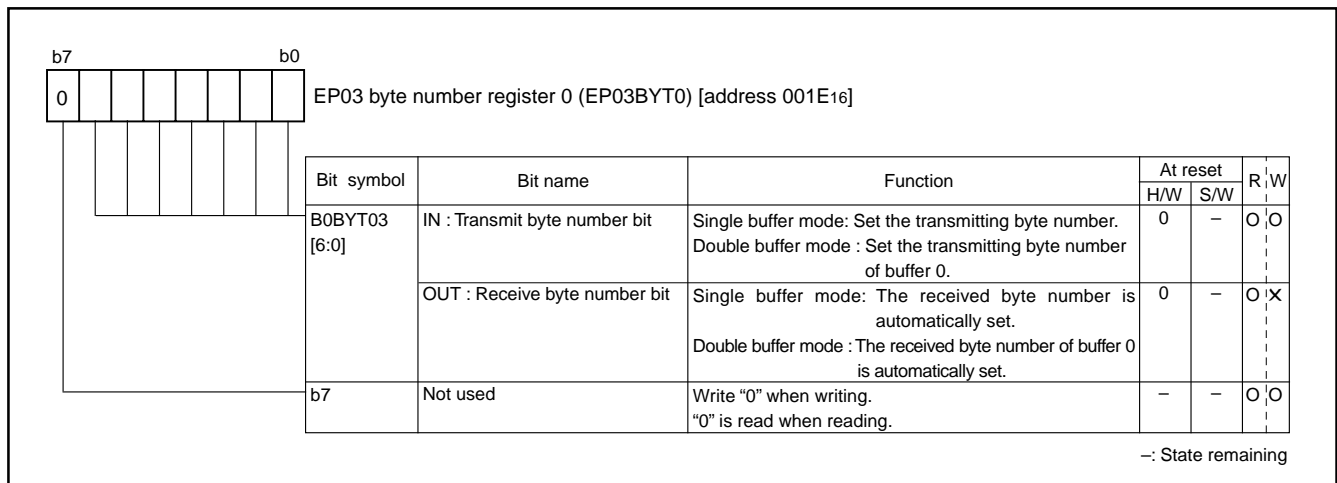 b7 b0
0 EP03 byte number register 0 (EP03BYT0) [address 001E16]
Bit symbol Bit name Function At reset R W
H/W S/W
B0BYT03 IN : Transmit byte number bit Single buffer mode: Set the transmitting byte number. 0 – O O
[6:0] Double buffer mode : Set the transmitting byte number
of buffer 0.
OUT : Receive byte number bit Single buffer mode: The received byte number is 0 – O ×
automatically set.
Double buffer mode : The received byte number of buffer 0
is automatically set.
b7 Not used Write “0” when writing. – – O O
“0” is read when reading.
–: State remaining